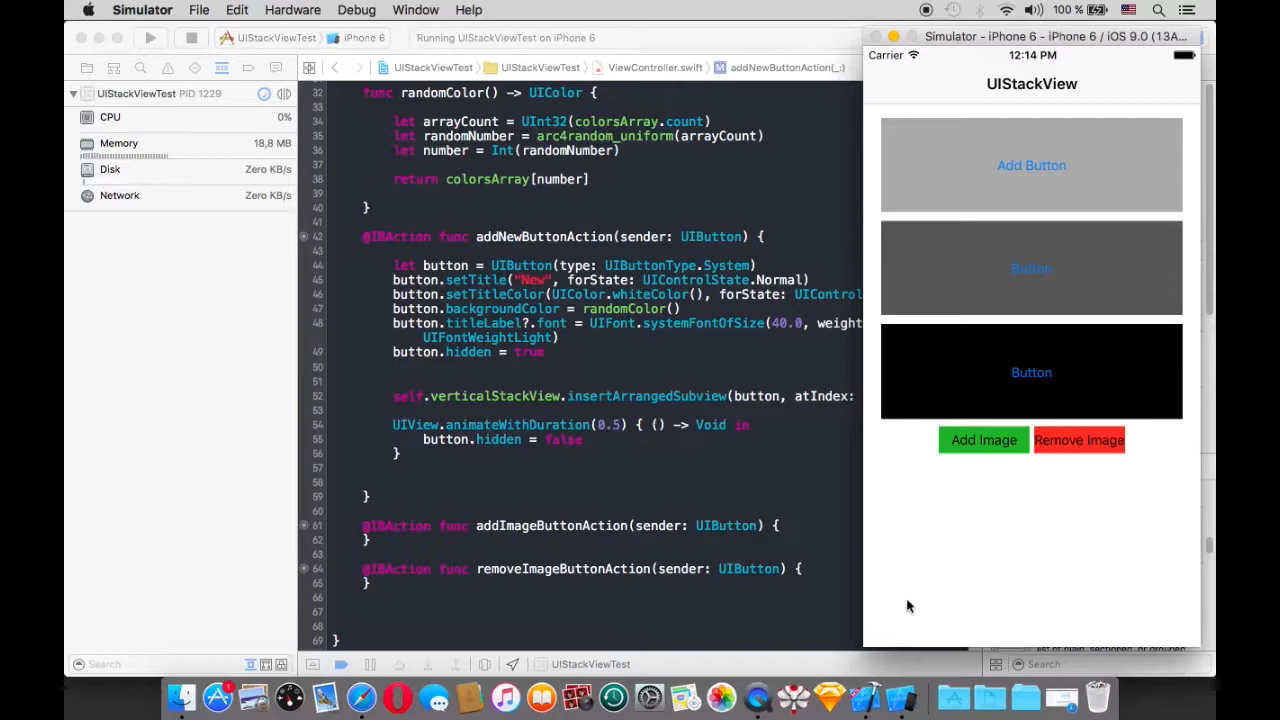 Simulator File Edit Hardware Debug Window Help 100 %
UIStackViewTest iPhone 6 Running UIStackViewTest on iPhone 6
Simulator - iPhone 6 - iPhone 6 / iOS 9.0 (13A...
UIStackViewTest UIStackViewTest ViewController.swift addNewButtonAction(_:)
UIStackViewTest PID 1229
CPU 0%
Memory 18,8 MB
Disk Zero KB/s
Network Zero KB/s
32 func randomColor() -> UIColor {
33
34 let arrayCount = UInt32(colorsArray.count)
35 let randomNumber = arc4random_uniform(arrayCount)
36 let number = Int(randomNumber)
37
38 return colorsArray[number]
39
40 }
41
42 @IBAction func addNewButtonAction(sender: UIButton) {
43
44 let button = UIButton(type: UIButtonType.System)
45 button.setTitle("New", forState: UIControlState.Normal)
46 button.setTitleColor(UIColor.whiteColor(), forState: UIControl
47 button.backgroundColor = randomColor()
48 button.titleLabel?.font = UIFont.systemFontOfSize(40.0, weight
UIFontWeightLight)
49 button.hidden = true
50
51
52 self.verticalStackView.insertArrangedSubview(button, atIndex:
53
54 UIView.animateWithDuration(0.5) { () -> Void in
55 button.hidden = false
56 }
57
58
59 }
60
61 @IBAction func addImageButtonAction(sender: UIButton) {
62 }
63
64 @IBAction func removeImageButtonAction(sender: UIButton) {
65 }
66
67
68
69 }
Carrier 12:14 PM
UIStackView
Add Button
Button
Button
Add Image Remove Image
Search
UIStackViewTest
Search
1